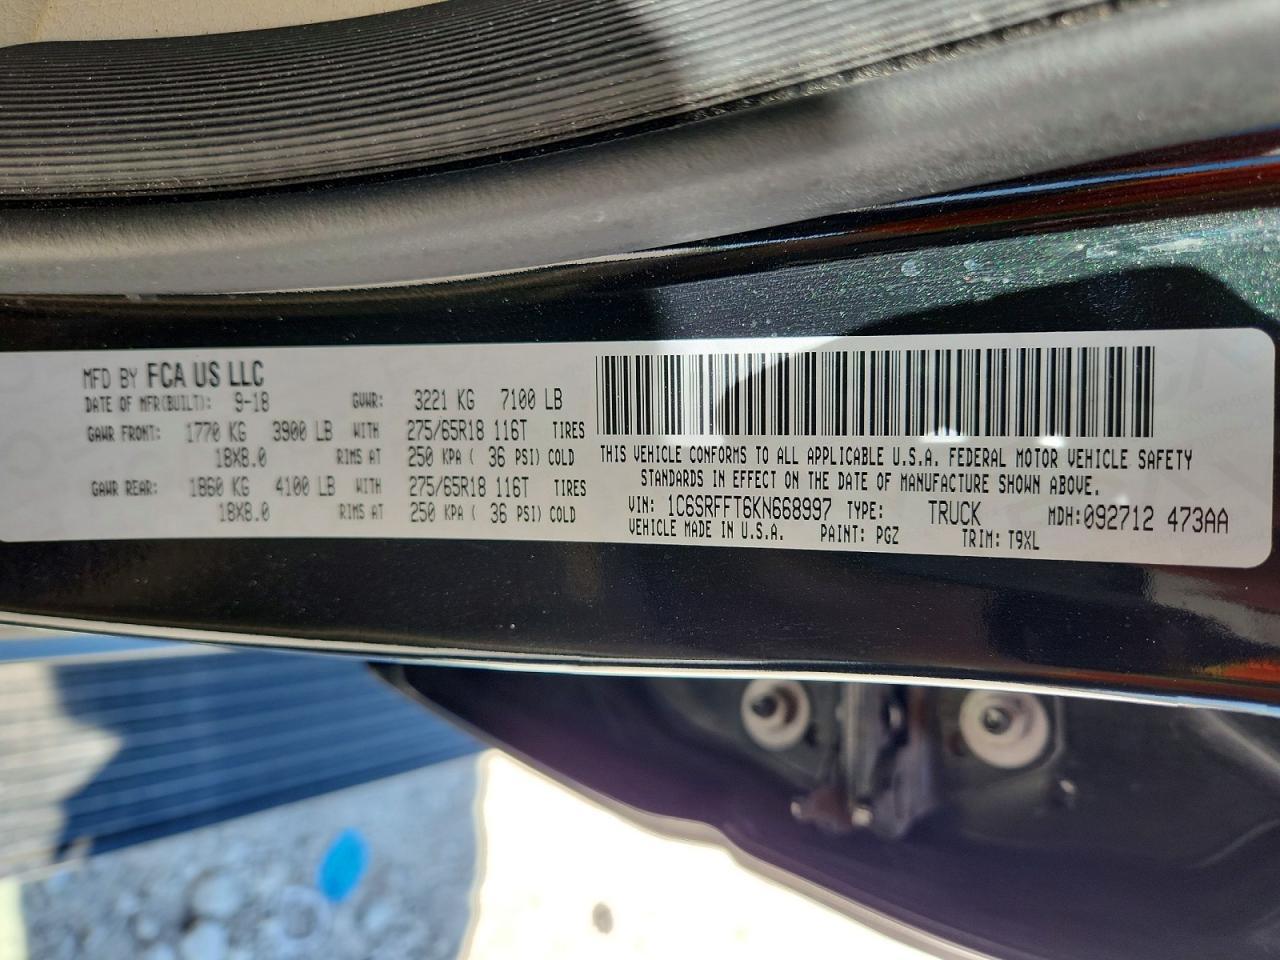 MFD BY FCA US LLC
DATE OF MFR(BUILT): 9-18 GVWR: 3221 KG 7100 LB
GAWR FRONT: 1770 KG 3900 LB WITH 275/65R18 116T TIRES
18X8.0 RIMS AT 250 KPA ( 36 PSI) COLD
GAWR REAR: 1860 KG 4100 LB WITH 275/65R18 116T TIRES
18X8.0 RIMS AT 250 KPA ( 36 PSI) COLD
THIS VEHICLE CONFORMS TO ALL APPLICABLE U.S.A. FEDERAL MOTOR VEHICLE SAFETY
STANDARDS IN EFFECT ON THE DATE OF MANUFACTURE SHOWN ABOVE.
VIN: 1C6SRFFT6KN668997 TYPE: TRUCK MDH:092712 473AA
VEHICLE MADE IN U.S.A. PAINT: PGZ TRIM: T9XL